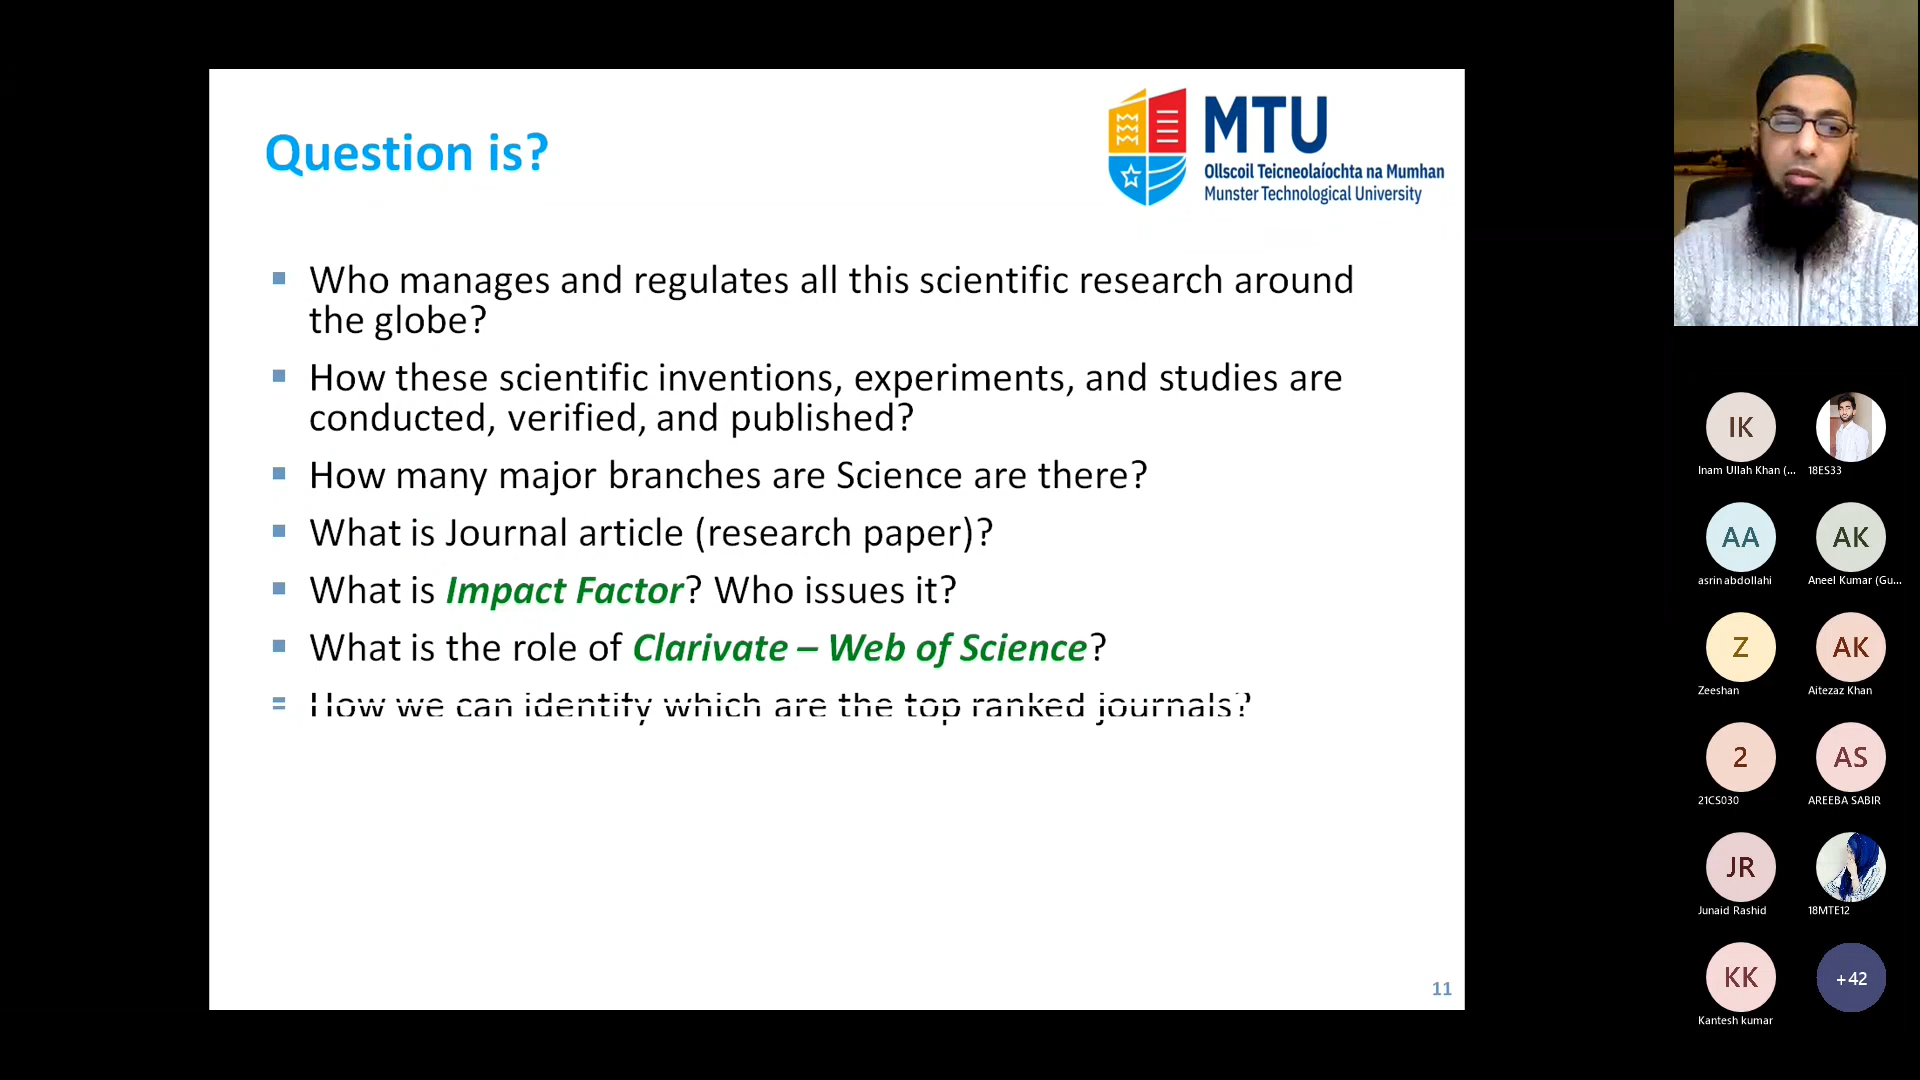 Question is?
MTU
Ollscoil Teicneolaíochta na Mumhan
Munster Technological University
Who manages and regulates all this scientific research around
the globe?
How these scientific inventions, experiments, and studies are
conducted, verified, and published?
How many major branches are Science are there?
What is Journal article (research paper)?
What is Impact Factor? Who issues it?
What is the role of Clarivate – Web of Science?
How we can identify which are the top ranked journals?
11
IK
Inam Ullah Khan (...
18ES33
AA
asrin abdollahi
AK
Aneel Kumar (Gu...
Z
Zeeshan
AK
Aitezaz Khan
2
21CS030
AS
AREEBA SABIR
JR
Junaid Rashid
18MTE12
KK
Kantesh kumar
+42